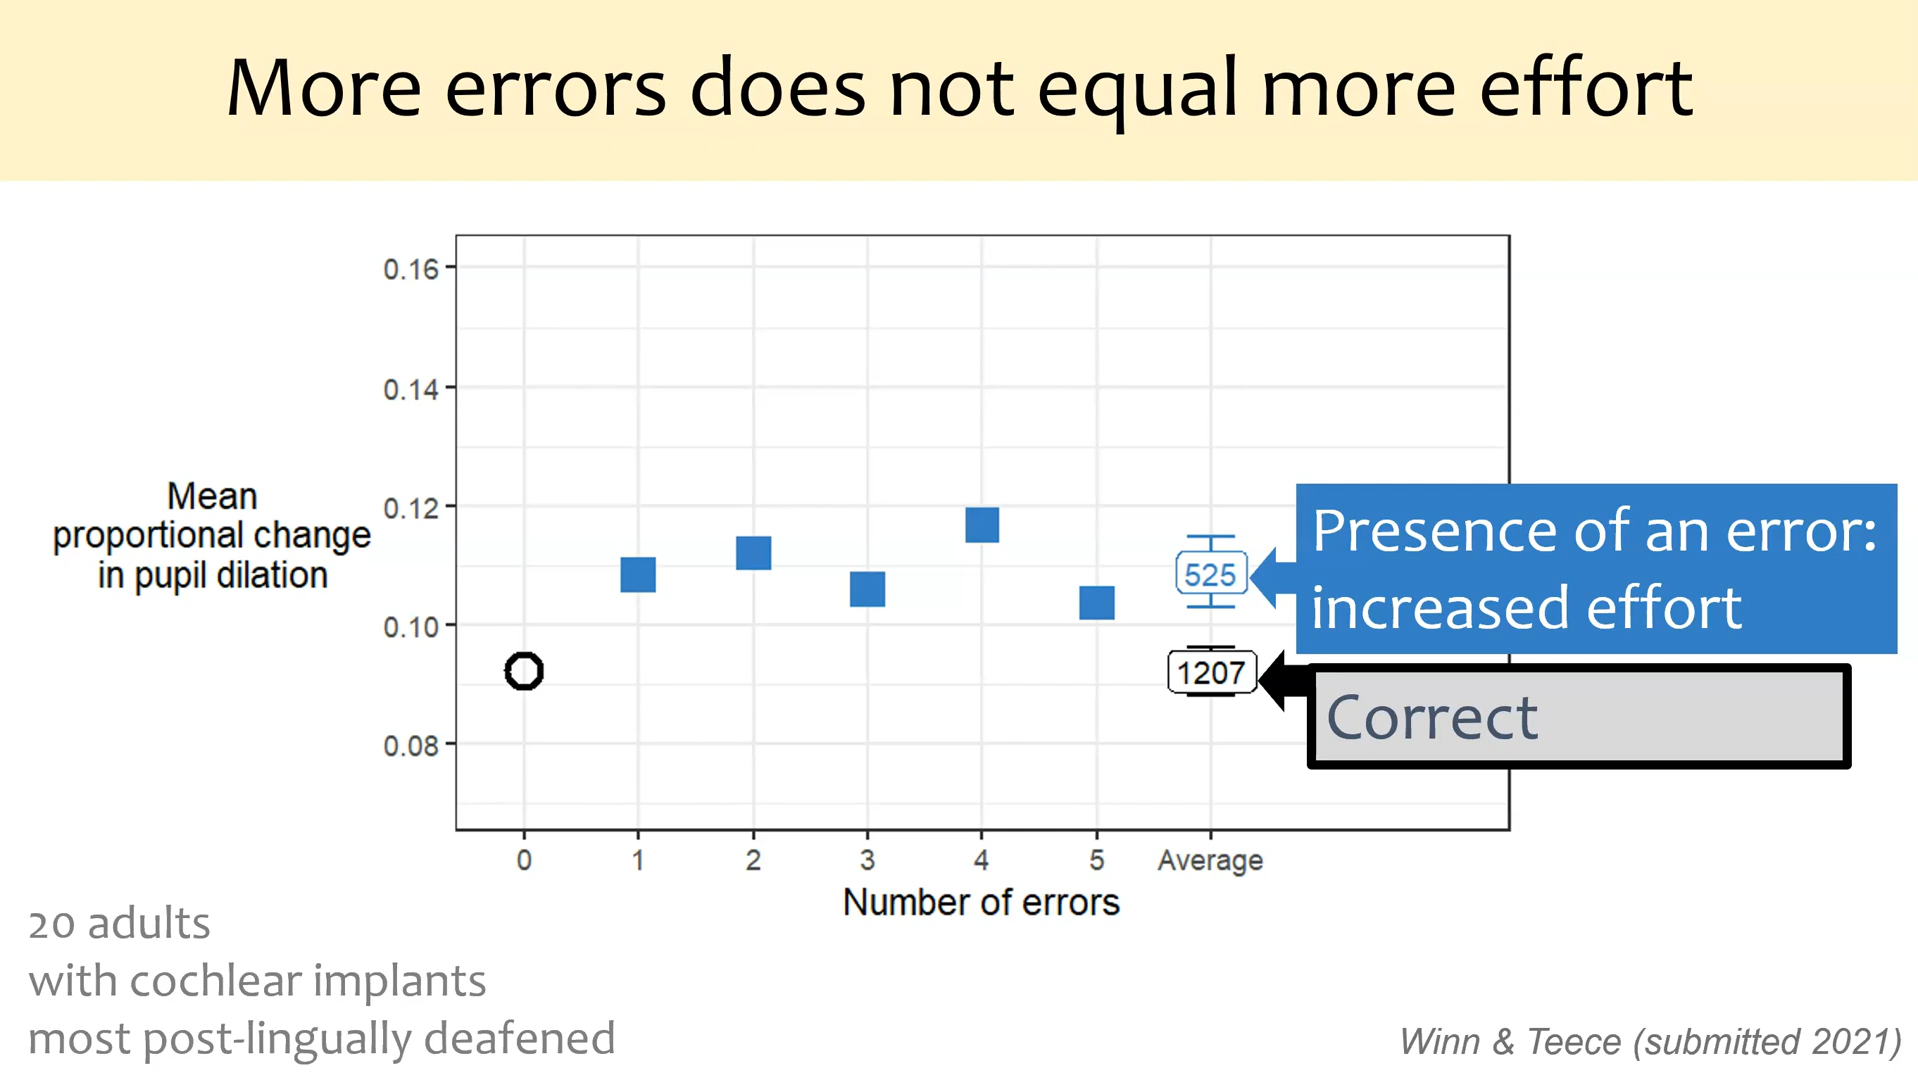 More errors does not equal more effort
0.16
0.14
0.12
0.10
0.08
Mean
proportional change
in pupil dilation
525
1207
Presence of an error:
increased effort
Correct
0 1 2 3 4 5 Average
Number of errors
20 adults
with cochlear implants
most post-lingually deafened
Winn & Teece (submitted 2021)